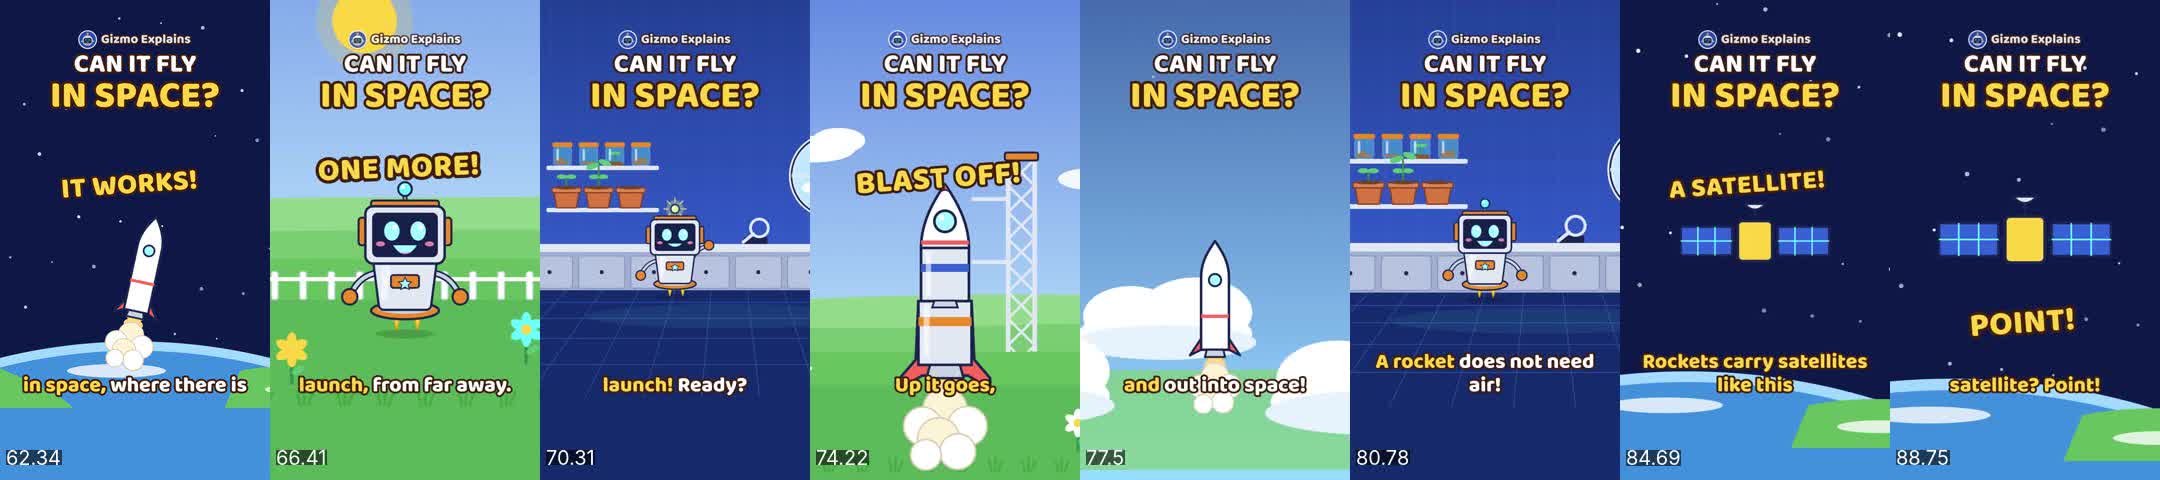 Gizmo Explains
CAN IT FLY
IN SPACE?
IT WORKS!
in space, where there is
62.34
Gizmo Explains
CAN IT FLY
IN SPACE?
ONE MORE!
launch, from far away.
66.41
Gizmo Explains
CAN IT FLY
IN SPACE?
launch! Ready?
70.31
Gizmo Explains
CAN IT FLY
IN SPACE?
BLAST OFF!
Up it goes,
74.22
Gizmo Explains
CAN IT FLY
IN SPACE?
and out into space!
77.5
Gizmo Explains
CAN IT FLY
IN SPACE?
A rocket does not need
air!
80.78
Gizmo Explains
CAN IT FLY
IN SPACE?
A SATELLITE!
Rockets carry satellites
like this
84.69
Gizmo Explains
CAN IT FLY
IN SPACE?
POINT!
satellite? Point!
88.75